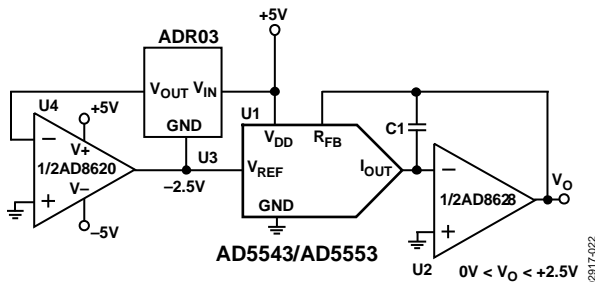 +5V
ADR03
U4
+5V
VOUT VIN
GND
U1
VDD
RFB
C1
−
V+
1/2AD8620
V−
+
−5V
U3
−2.5V
VREF
IOUT
GND
−
1/2AD8628
+
VO
AD5543/AD5553
U2
0V < VO < +2.5V
02917-022